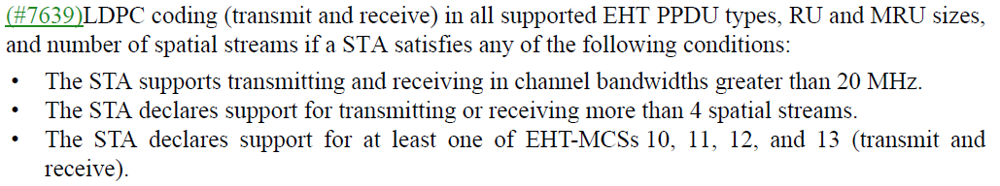 (#7639)LDPC coding (transmit and receive) in all supported EHT PPDU types, RU and MRU sizes,
and number of spatial streams if a STA satisfies any of the following conditions:
• The STA supports transmitting and receiving in channel bandwidths greater than 20 MHz.
• The STA declares support for transmitting or receiving more than 4 spatial streams.
• The STA declares support for at least one of EHT-MCSs 10, 11, 12, and 13 (transmit and
receive).